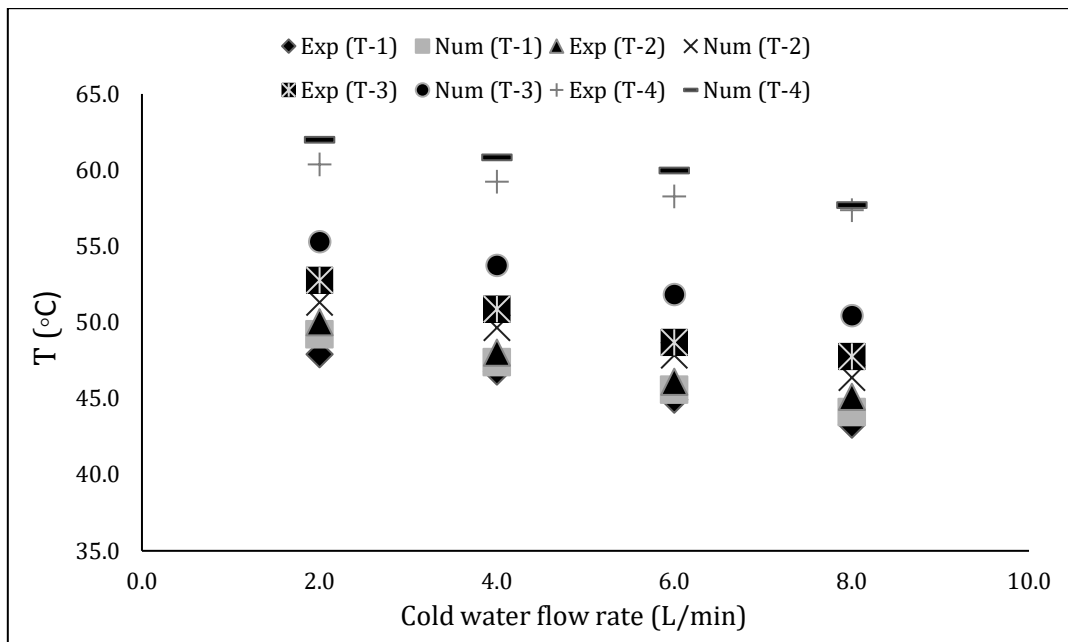 Exp (T-1) Num (T-1) Exp (T-2) Num (T-2)
Exp (T-3) Num (T-3) Exp (T-4) Num (T-4)
65.0
60.0
55.0
50.0
45.0
40.0
35.0
T (∘C)
0.0 2.0 4.0 6.0 8.0 10.0
Cold water flow rate (L/min)